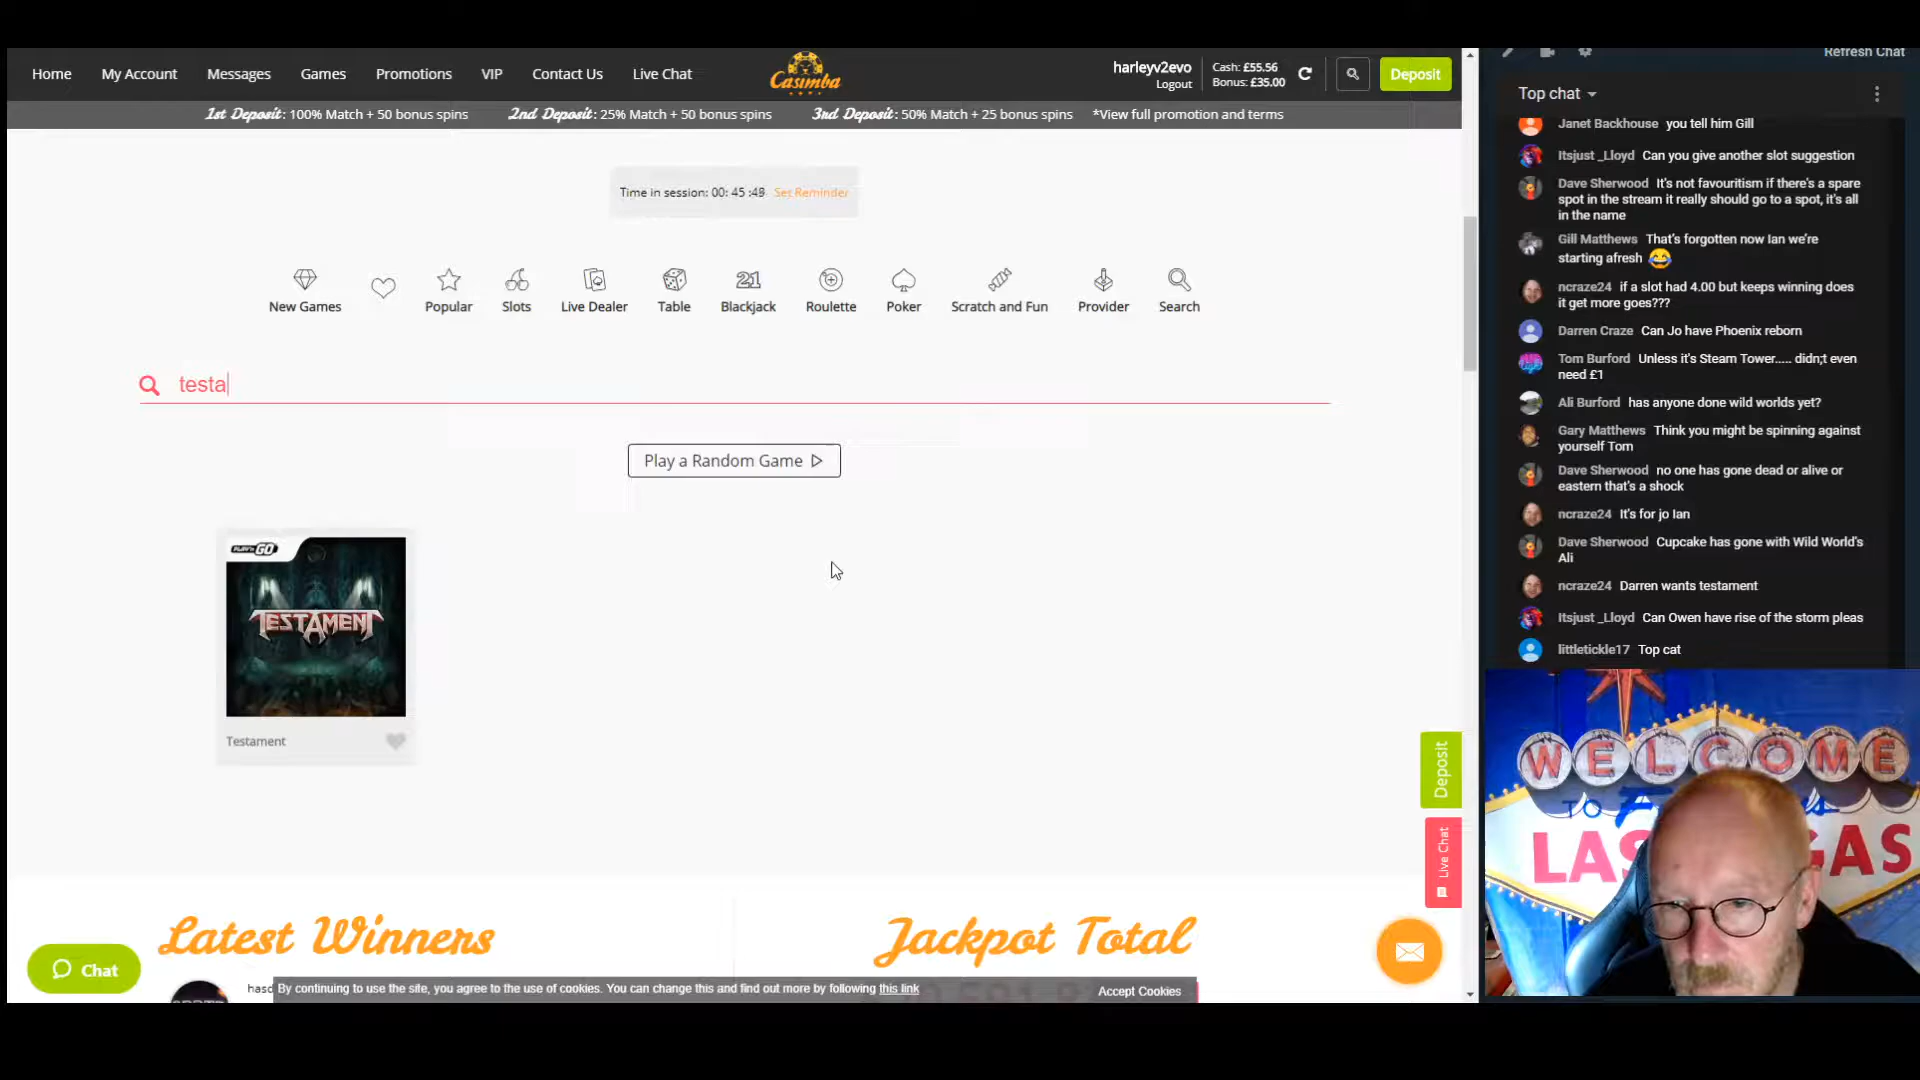 Home
My Account
Messages
Games
Promotions
VIP
Contact Us
Live Chat
Casimba
harleyv2evo
Logout
Cash: £55.56
Bonus: £35.00
Deposit
1st Deposit: 100% Match + 50 bonus spins
2nd Deposit: 25% Match + 50 bonus spins
3rd Deposit: 50% Match + 25 bonus spins
*View full promotion and terms
Time in session: 00: 45 :49 Set Reminder
New Games
Popular
Slots
Live Dealer
Table
21
Blackjack
Roulette
Poker
Scratch and Fun
Provider
Search
testa
Play a Random Game
PLAY'n GO
TESTAMENT
Testament
Deposit
Live Chat
Latest Winners
Jackpot Total
Chat
hasd
By continuing to use the site, you agree to the use of cookies. You can change this and find out more by following this link
Accept Cookies
Refresh Chat
Top chat
Janet Backhouse you tell him Gill
Itsjust _Lloyd Can you give another slot suggestion
Dave Sherwood It's not favouritism if there's a spare
spot in the stream it really should go to a spot, it's all
in the name
Gill Matthews That's forgotten now Ian we're
starting afresh 😂
ncraze24 if a slot had 4.00 but keeps winning does
it get more goes???
Darren Craze Can Jo have Phoenix reborn
Tom Burford Unless it's Steam Tower..... didn;t even
need £1
Ali Burford has anyone done wild worlds yet?
Gary Matthews Think you might be spinning against
yourself Tom
Dave Sherwood no one has gone dead or alive or
eastern that's a shock
ncraze24 It's for jo Ian
Dave Sherwood Cupcake has gone with Wild World's
Ali
ncraze24 Darren wants testament
Itsjust _Lloyd Can Owen have rise of the storm pleas
littletickle17 Top cat
WELCOME
TO
LAS
GAS